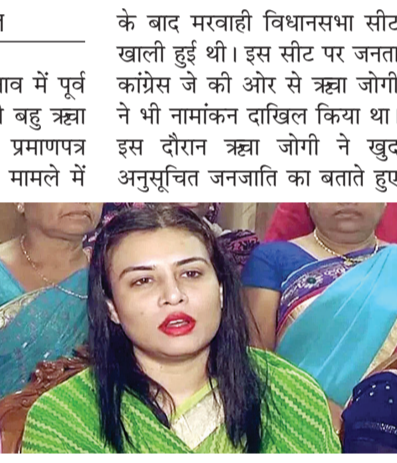 में पूर्व
बहु ऋचा
प्रमाणपत्र
मामले में
के बाद मरवाही विधानसभा सीट
खाली हुई थी। इस सीट पर जनता
कांग्रेस जे की ओर से ऋचा जोगी
ने भी नामांकन दाखिल किया था।
इस दौरान ऋचा जोगी ने खुद
अनुसूचित जनजाति का बताते हुए